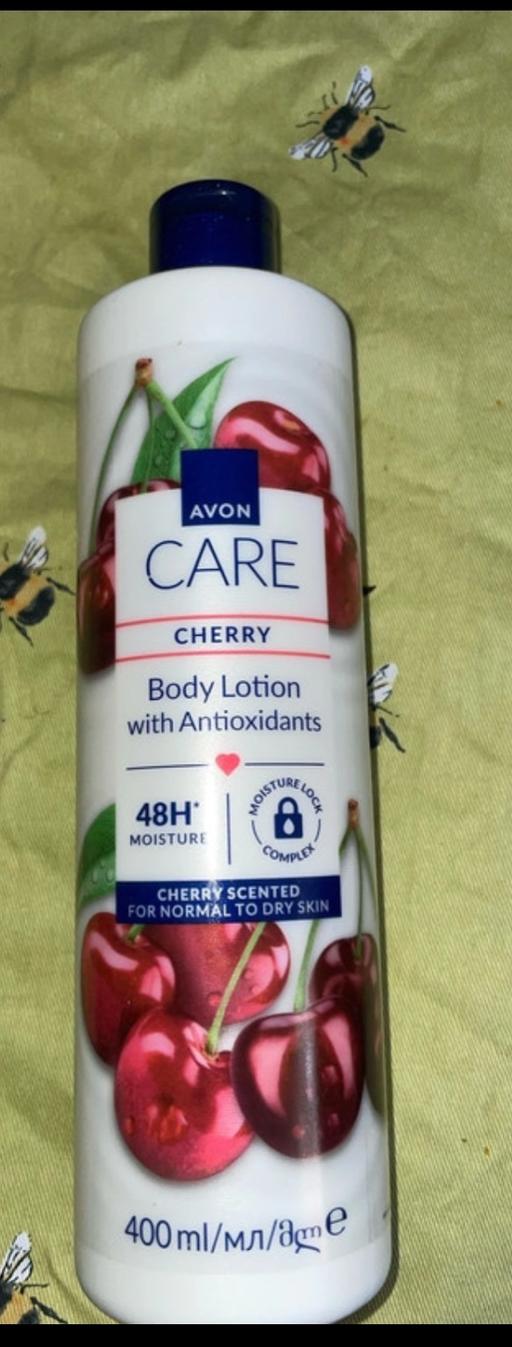 AVON
CARE
CHERRY
Body Lotion
with Antioxidants
48H*
MOISTURE
MOISTURE LOCK
COMPLEX
CHERRY SCENTED
FOR NORMAL TO DRY SKIN
400 ml/мл/მლ ℮